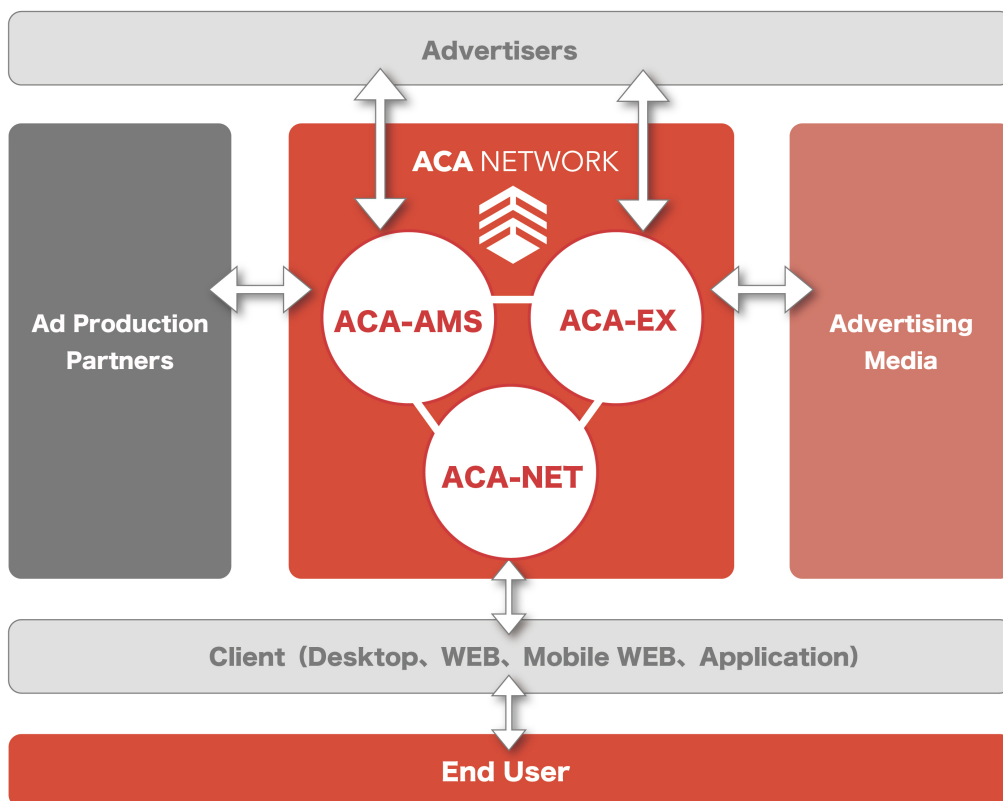 Advertisers
ACA NETWORK
Ad Production
Partners
ACA-AMS
ACA-EX
Advertising
Media
ACA-NET
Client（Desktop、WEB、Mobile WEB、Application）
End User